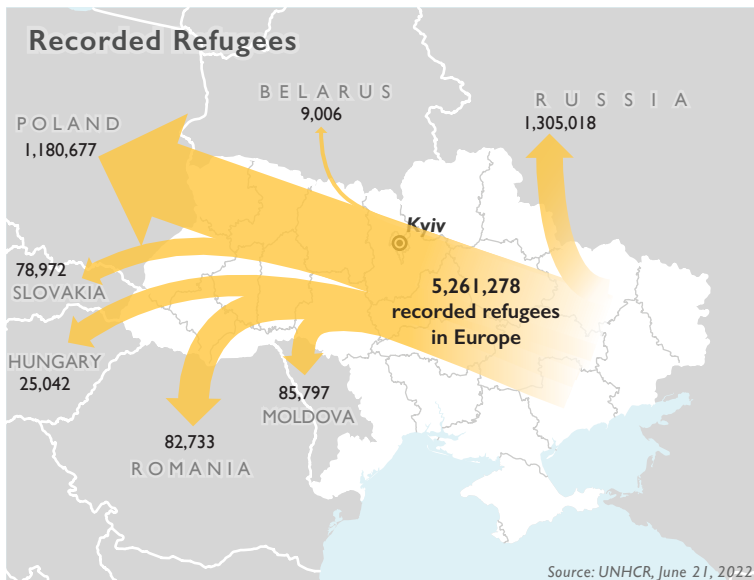 Recorded Refugees
BELARUS
9,006
RUSSIA
1,305,018
POLAND
1,180,677
Kyiv
78,972
SLOVAKIA
5,261,278
recorded refugees
in Europe
HUNGARY
25,042
85,797
MOLDOVA
82,733
ROMANIA
Source: UNHCR, June 21, 2022